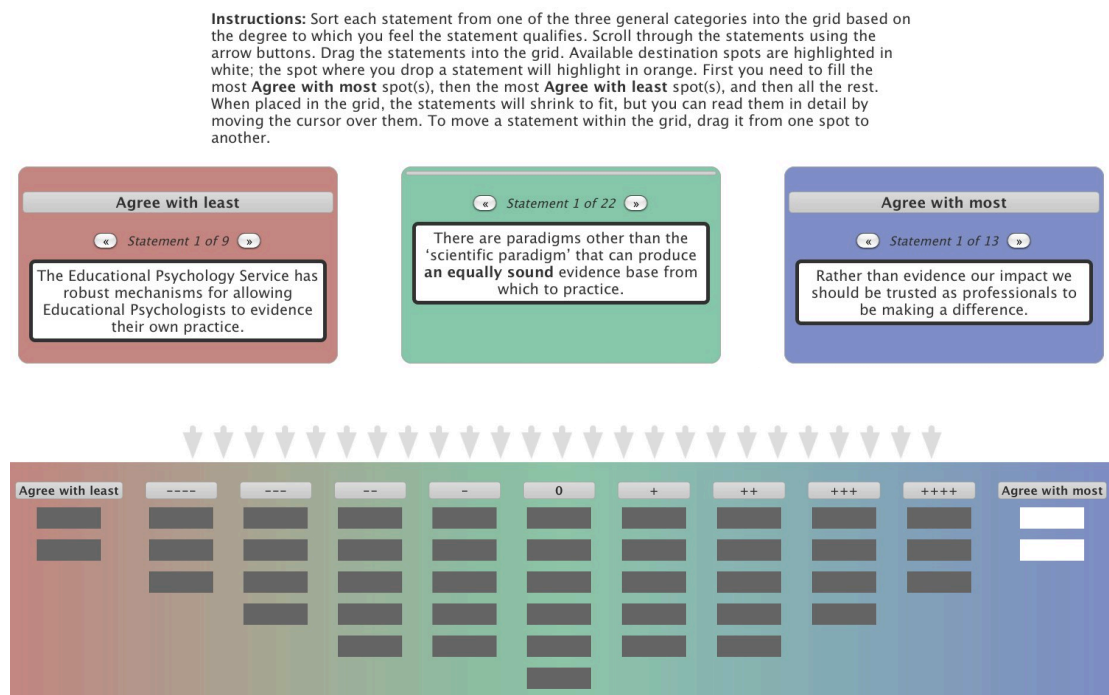 Instructions: Sort each statement from one of the three general categories into the grid based on
the degree to which you feel the statement qualifies. Scroll through the statements using the
arrow buttons. Drag the statements into the grid. Available destination spots are highlighted in
white; the spot where you drop a statement will highlight in orange. First you need to fill the
most Agree with most spot(s), then the most Agree with least spot(s), and then all the rest.
When placed in the grid, the statements will shrink to fit, but you can read them in detail by
moving the cursor over them. To move a statement within the grid, drag it from one spot to
another.
Agree with least
« Statement 1 of 9 »
The Educational Psychology Service has
robust mechanisms for allowing
Educational Psychologists to evidence
their own practice.
« Statement 1 of 22 »
There are paradigms other than the
‘scientific paradigm’ that can produce
an equally sound evidence base from
which to practice.
Agree with most
« Statement 1 of 13 »
Rather than evidence our impact we
should be trusted as professionals to
be making a difference.
Agree with least ---- --- -- - 0 + ++ +++ ++++ Agree with most